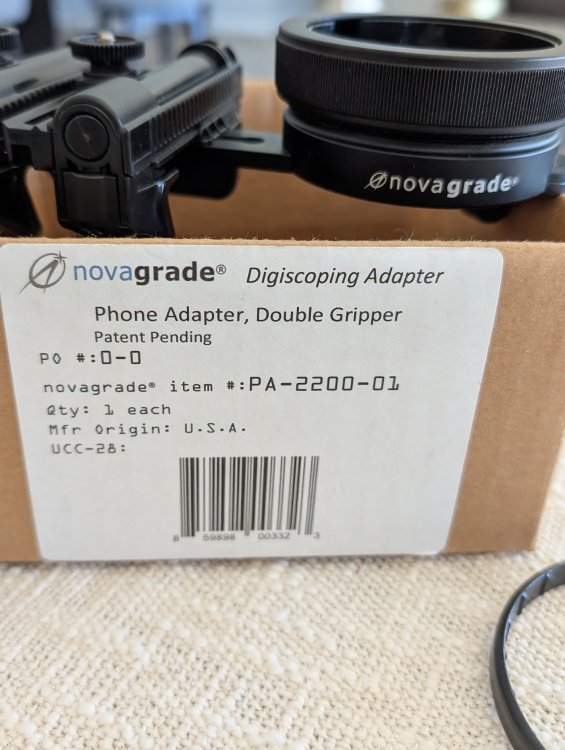 novagrade®
novagrade® Digiscoping Adapter
Phone Adapter, Double Gripper
Patent Pending
PO #:0-0
novagrade® item #:PA-2200-01
Qty: 1 each
Mfr Origin: U.S.A.
UCC-28:
8 59898 00332 3